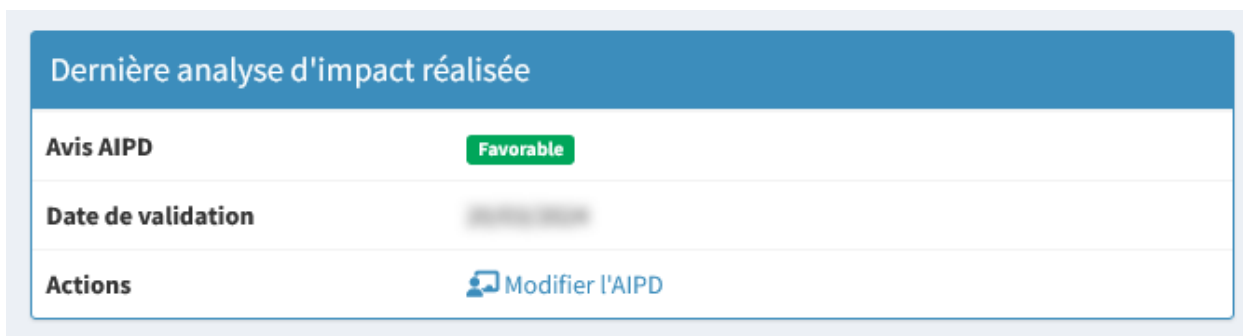 Dernière analyse d'impact réalisée
Avis AIPD Favorable
Date de validation
Actions Modifier l'AIPD